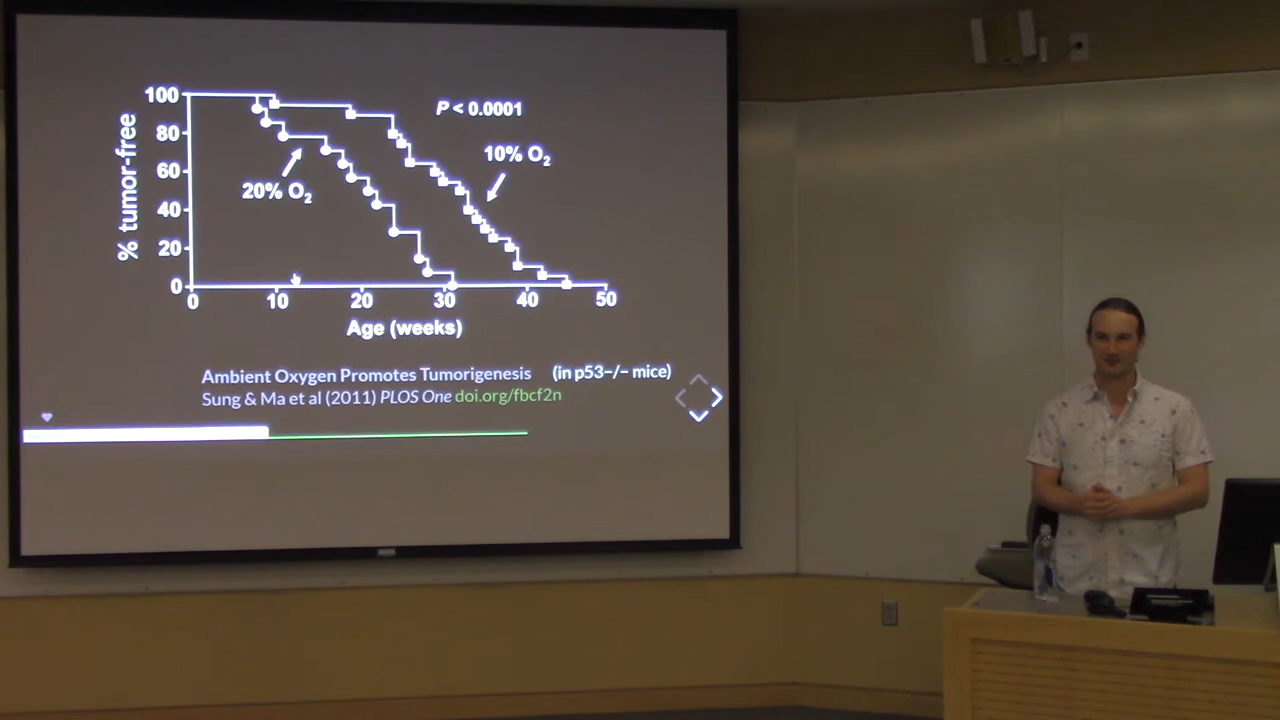 100
80
60
40
20
0
% tumor-free
P < 0.0001
20% O₂
10% O₂
0 10 20 30 40 50
Age (weeks)
Ambient Oxygen Promotes Tumorigenesis (in p53−/− mice)
Sung & Ma et al (2011) PLOS One doi.org/fbcf2n